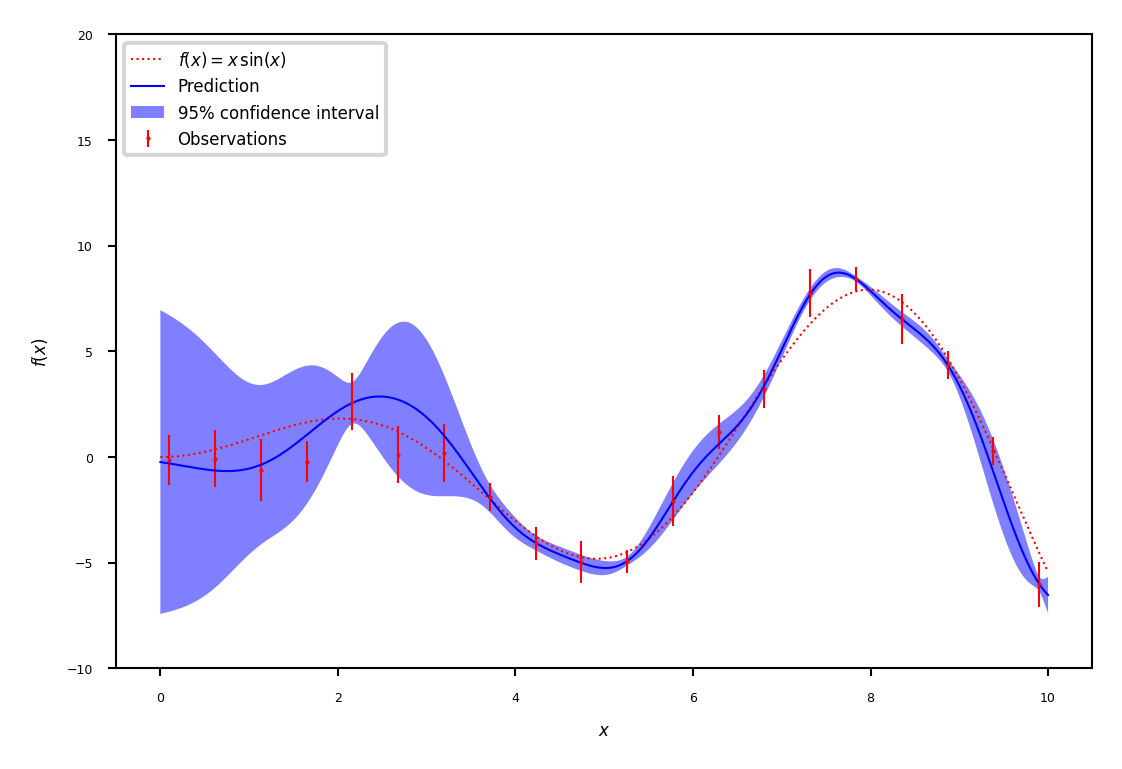 20
15
10
5
0
−5
−10
f(x)
f(x) = x sin(x)
Prediction
95% confidence interval
Observations
0 2 4 6 8 10
x